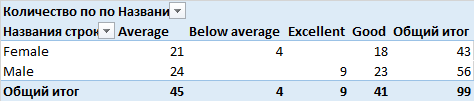 Количество по по Названи
Названия строк Average Below average Excellent Good Общий итог
Female 21 4 18 43
Male 24 9 23 56
Общий итог 45 4 9 41 99